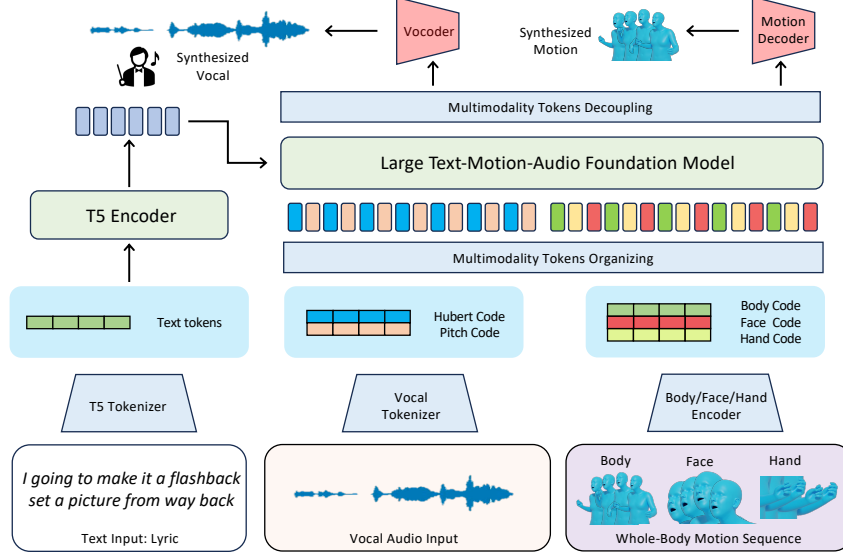 Synthesized
Vocal
Vocoder
Synthesized
Motion
Motion
Decoder
Multimodality Tokens Decoupling
Large Text-Motion-Audio Foundation Model
T5 Encoder
Multimodality Tokens Organizing
Text tokens
Hubert Code
Pitch Code
Body Code
Face Code
Hand Code
T5 Tokenizer
Vocal
Tokenizer
Body/Face/Hand
Encoder
I going to make it a flashback
set a picture from way back
Text Input: Lyric
Vocal Audio Input
Body
Face
Hand
Whole-Body Motion Sequence